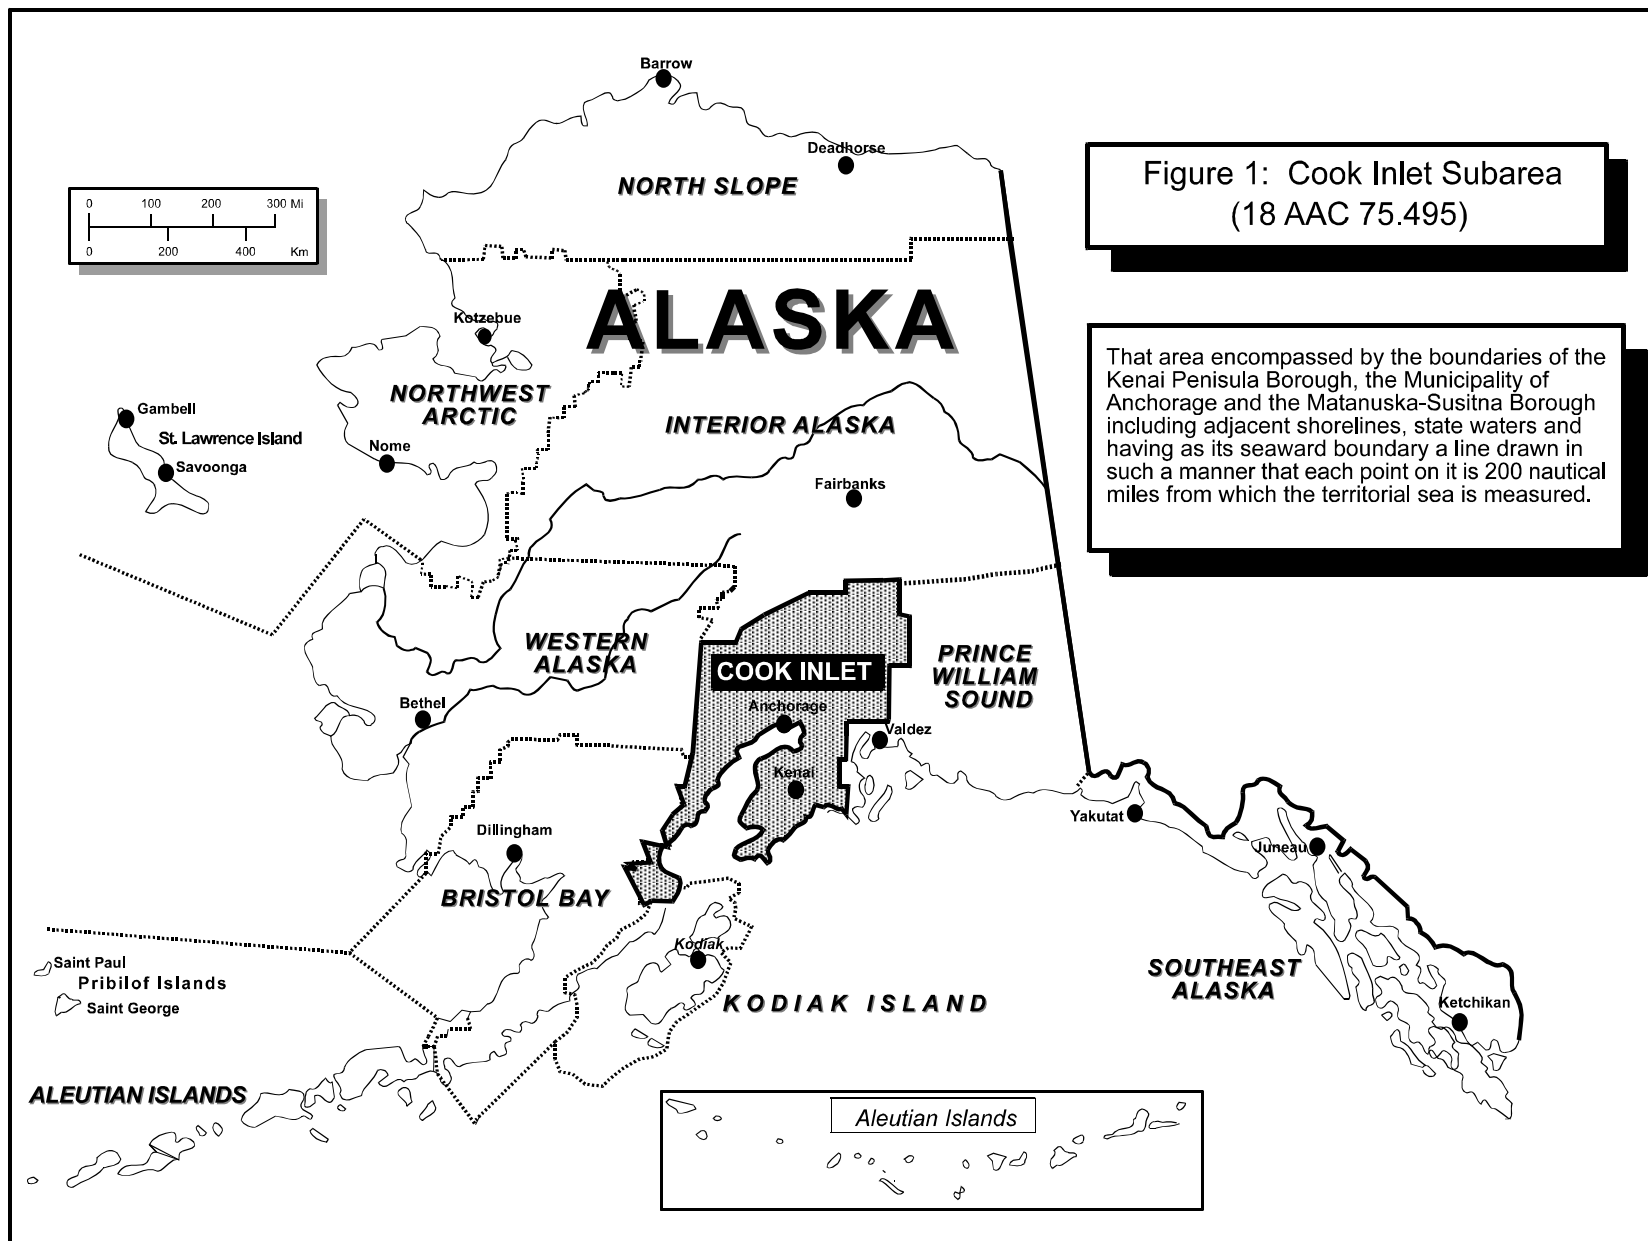 Barrow
Deadhorse
NORTH SLOPE
Figure 1: Cook Inlet Subarea
(18 AAC 75.495)
0 100 200 300 Mi
0 200 400 Km
ALASKA
Kotzebue
That area encompassed by the boundaries of the
Kenai Penisula Borough, the Municipality of
Anchorage and the Matanuska-Susitna Borough
including adjacent shorelines, state waters and
having as its seaward boundary a line drawn in
such a manner that each point on it is 200 nautical
miles from which the territorial sea is measured.
NORTHWEST
ARCTIC
Gambell
St. Lawrence Island
Savoonga
Nome
INTERIOR ALASKA
Fairbanks
WESTERN
ALASKA
COOK INLET
PRINCE
WILLIAM
SOUND
Bethel
Anchorage
Valdez
Kenai
Dillingham
Yakutat
Juneau
BRISTOL BAY
Kodiak
Saint Paul
Pribilof Islands
Saint George
KODIAK ISLAND
SOUTHEAST
ALASKA
Ketchikan
ALEUTIAN ISLANDS
Aleutian Islands